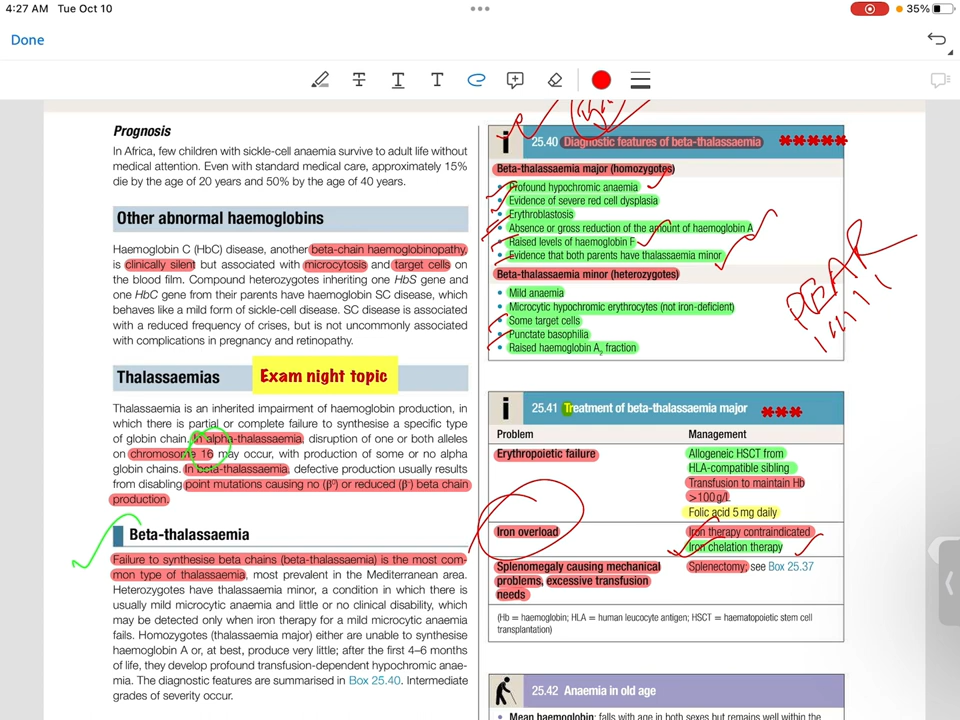 4:27 AM Tue Oct 10
35%
Done
Prognosis
In Africa, few children with sickle-cell anaemia survive to adult life without
medical attention. Even with standard medical care, approximately 15%
die by the age of 20 years and 50% by the age of 40 years.
Other abnormal haemoglobins
Haemoglobin C (HbC) disease, another beta-chain haemoglobinopathy,
is clinically silent but associated with microcytosis and target cells on
the blood film. Compound heterozygotes inheriting one HbS gene and
one HbC gene from their parents have haemoglobin SC disease, which
behaves like a mild form of sickle-cell disease. SC disease is associated
with a reduced frequency of crises, but is not uncommonly associated
with complications in pregnancy and retinopathy.
Thalassaemias
Exam night topic
Thalassaemia is an inherited impairment of haemoglobin production, in
which there is partial or complete failure to synthesise a specific type
of globin chain. In alpha-thalassaemia, disruption of one or both alleles
on chromosome 16 may occur, with production of some or no alpha
globin chains. In beta-thalassaemia, defective production usually results
from disabling point mutations causing no (β⁰) or reduced (β⁻) beta chain
production.
Beta-thalassaemia
Failure to synthesise beta chains (beta-thalassaemia) is the most com-
mon type of thalassaemia, most prevalent in the Mediterranean area.
Heterozygotes have thalassaemia minor, a condition in which there is
usually mild microcytic anaemia and little or no clinical disability, which
may be detected only when iron therapy for a mild microcytic anaemia
fails. Homozygotes (thalassaemia major) either are unable to synthesise
haemoglobin A or, at best, produce very little; after the first 4–6 months
of life, they develop profound transfusion-dependent hypochromic anae-
mia. The diagnostic features are summarised in Box 25.40. Intermediate
grades of severity occur.
i 25.40 Diagnostic features of beta-thalassaemia *****
Beta-thalassaemia major (homozygotes)
• Profound hypochromic anaemia
• Evidence of severe red cell dysplasia
• Erythroblastosis
• Absence or gross reduction of the amount of haemoglobin A
• Raised levels of haemoglobin F
• Evidence that both parents have thalassaemia minor
Beta-thalassaemia minor (heterozygotes)
• Mild anaemia
• Microcytic hypochromic erythrocytes (not iron-deficient)
• Some target cells
• Punctate basophilia
• Raised haemoglobin A₂ fraction
i 25.41 Treatment of beta-thalassaemia major ***
Problem Management
Erythropoietic failure Allogeneic HSCT from
HLA-compatible sibling
Transfusion to maintain Hb
>100 g/L
Folic acid 5 mg daily
Iron overload Iron therapy contraindicated
Iron chelation therapy
Splenomegaly causing mechanical Splenectomy; see Box 25.37
problems, excessive transfusion
needs
(Hb = haemoglobin; HLA = human leucocyte antigen; HSCT = haematopoietic stem cell
transplantation)
25.42 Anaemia in old age
• Mean haemoglobin: falls with age in both sexes but remains well within the